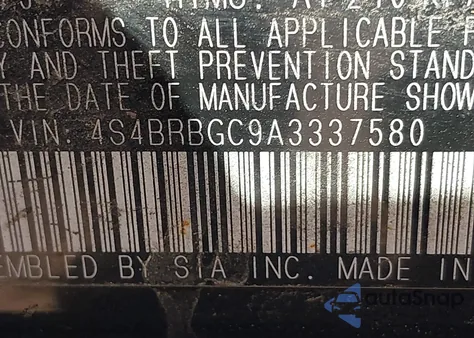 CONFORMS TO ALL APPLICABLE
Y AND THEFT PREVENTION STAND
THE DATE OF MANUFACTURE SHOW
VIN: 4S4BRBGC9A3337580
EMBLED BY SIA INC. MADE IN
autoSnap